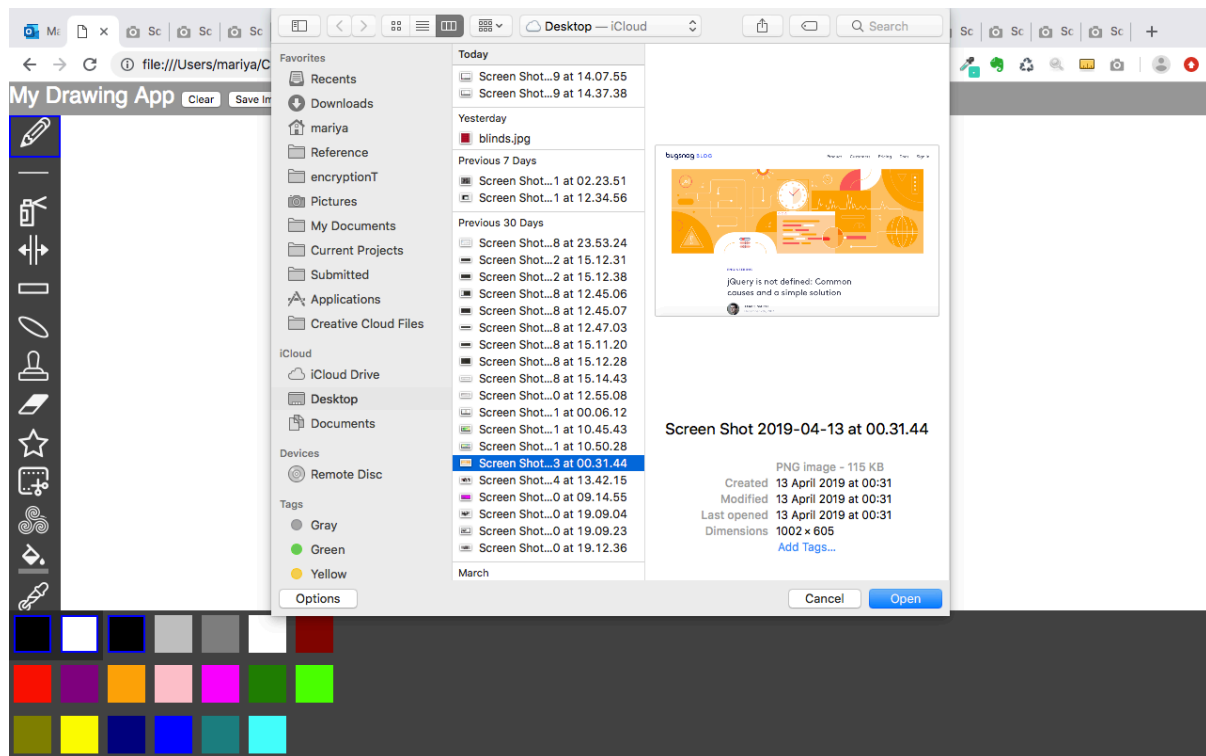 Ma
Sc
Sc
Sc
Desktop — iCloud
Search
Sc
Sc
Sc
Sc
file:///Users/mariya/C
My Drawing App
Clear
Save Im
Favorites
Recents
Downloads
mariya
Reference
encryptionT
Pictures
My Documents
Current Projects
Submitted
Applications
Creative Cloud Files
iCloud
iCloud Drive
Desktop
Documents
Devices
Remote Disc
Tags
Gray
Green
Yellow
Options
Today
Screen Shot...9 at 14.07.55
Screen Shot...9 at 14.37.38
Yesterday
blinds.jpg
Previous 7 Days
Screen Shot...1 at 02.23.51
Screen Shot...1 at 12.34.56
Previous 30 Days
Screen Shot...8 at 23.53.24
Screen Shot...2 at 15.12.31
Screen Shot...2 at 15.12.38
Screen Shot...8 at 12.45.06
Screen Shot...8 at 12.45.07
Screen Shot...8 at 12.47.03
Screen Shot...8 at 15.11.20
Screen Shot...8 at 15.12.28
Screen Shot...8 at 15.14.43
Screen Shot...0 at 12.55.08
Screen Shot...1 at 00.06.12
Screen Shot...1 at 10.45.43
Screen Shot...1 at 10.50.28
Screen Shot...3 at 00.31.44
Screen Shot...4 at 13.42.15
Screen Shot...0 at 09.14.55
Screen Shot...0 at 19.09.04
Screen Shot...0 at 19.09.23
Screen Shot...0 at 19.12.36
March
bugsnag BLOG
jQuery is not defined: Common
causes and a simple solution
Screen Shot 2019-04-13 at 00.31.44
PNG image - 115 KB
Created 13 April 2019 at 00:31
Modified 13 April 2019 at 00:31
Last opened 13 April 2019 at 00:31
Dimensions 1002 × 605
Add Tags...
Cancel
Open